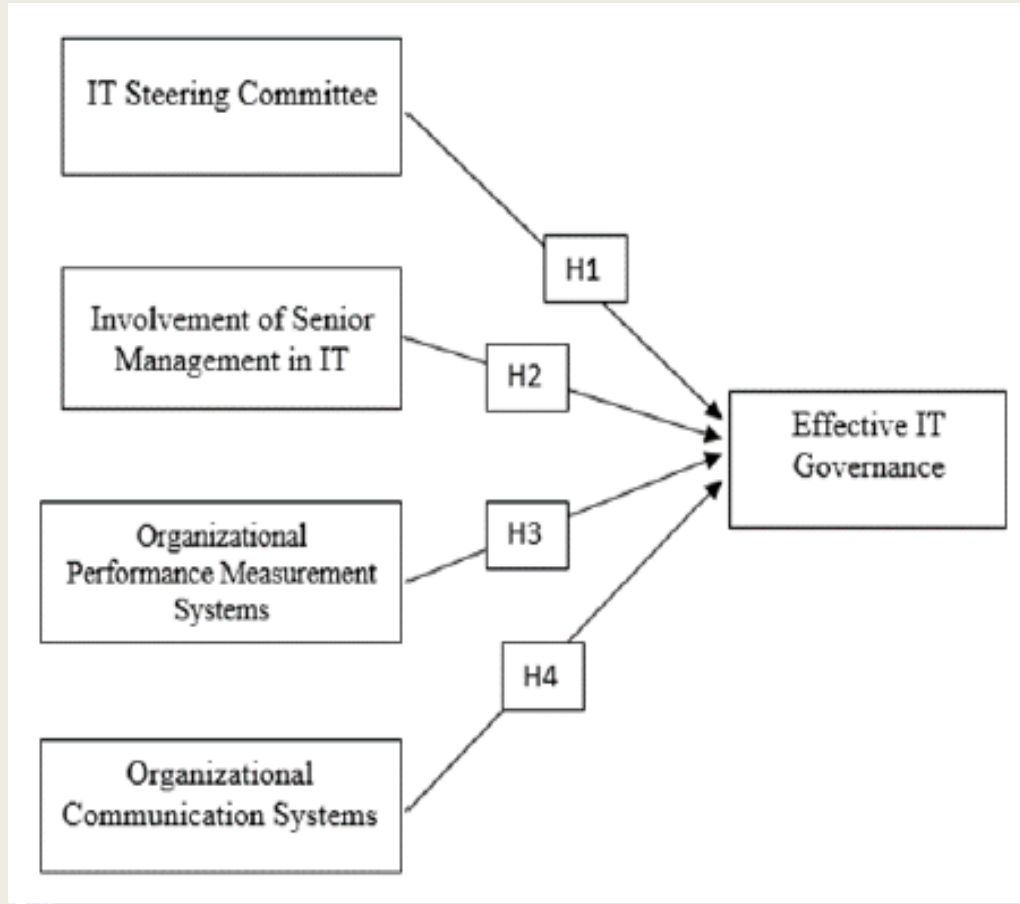 IT Steering Committee
H1
Involvement of Senior
Management in IT
H2
Effective IT
Governance
Organizational
Performance Measurement
Systems
H3
H4
Organizational
Communication Systems